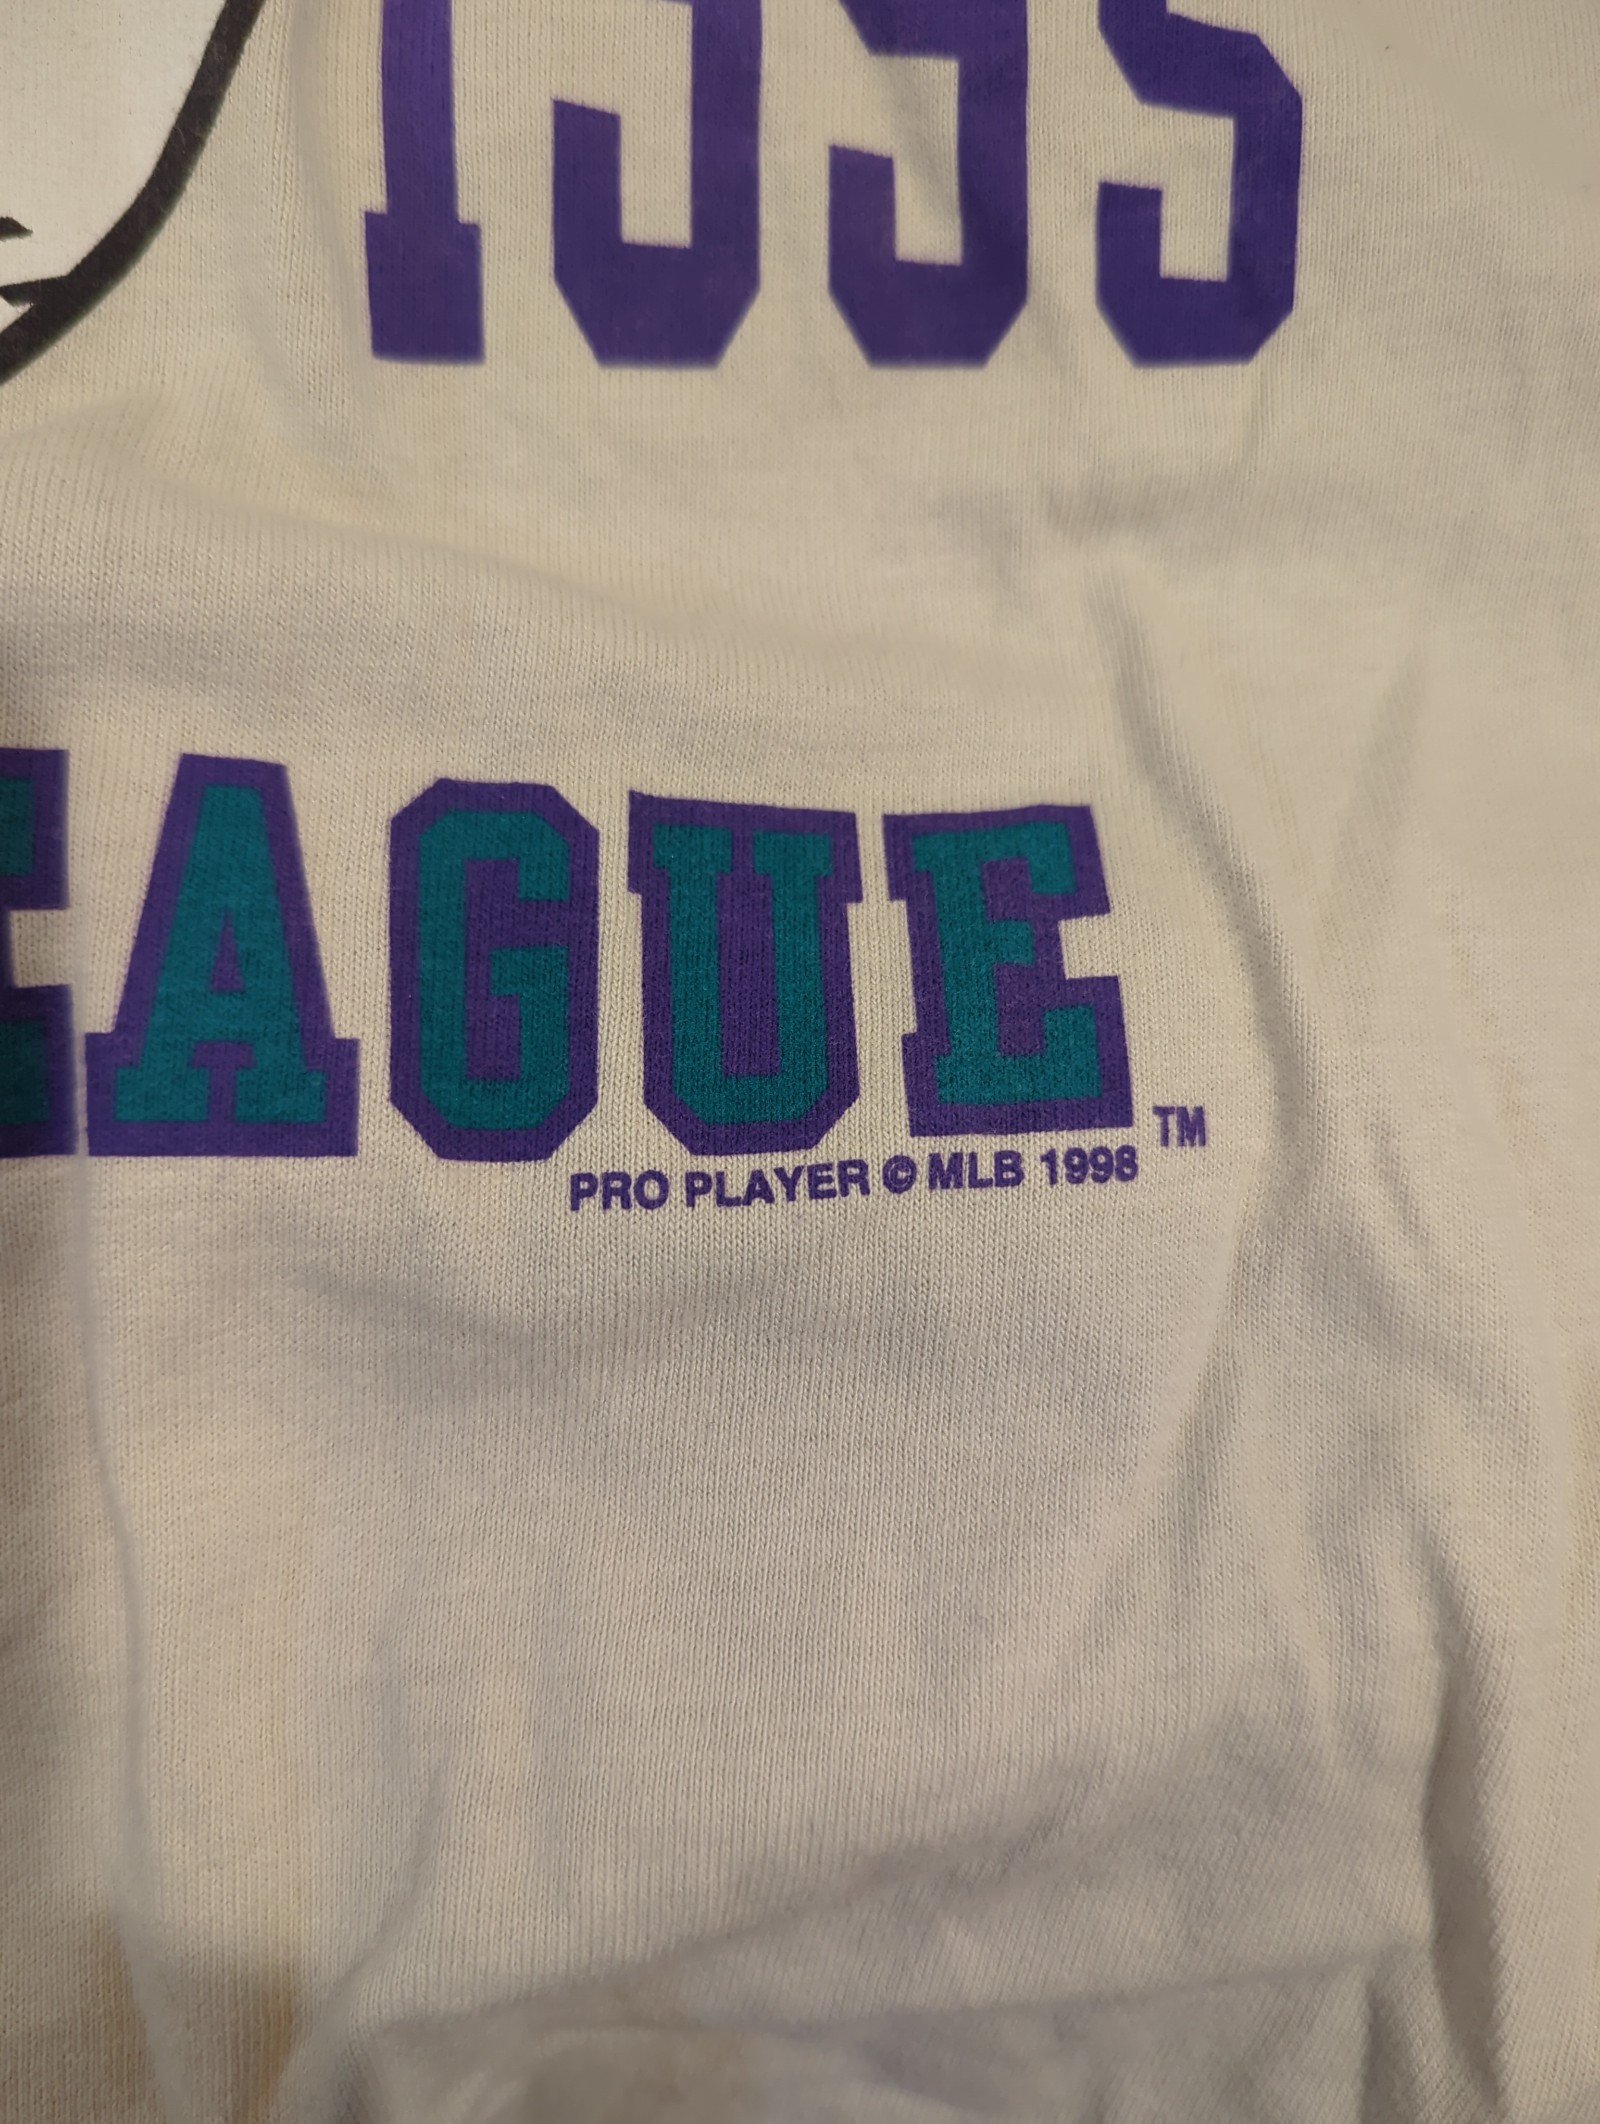 EAGUE
TM
PRO PLAYER © MLB 1998